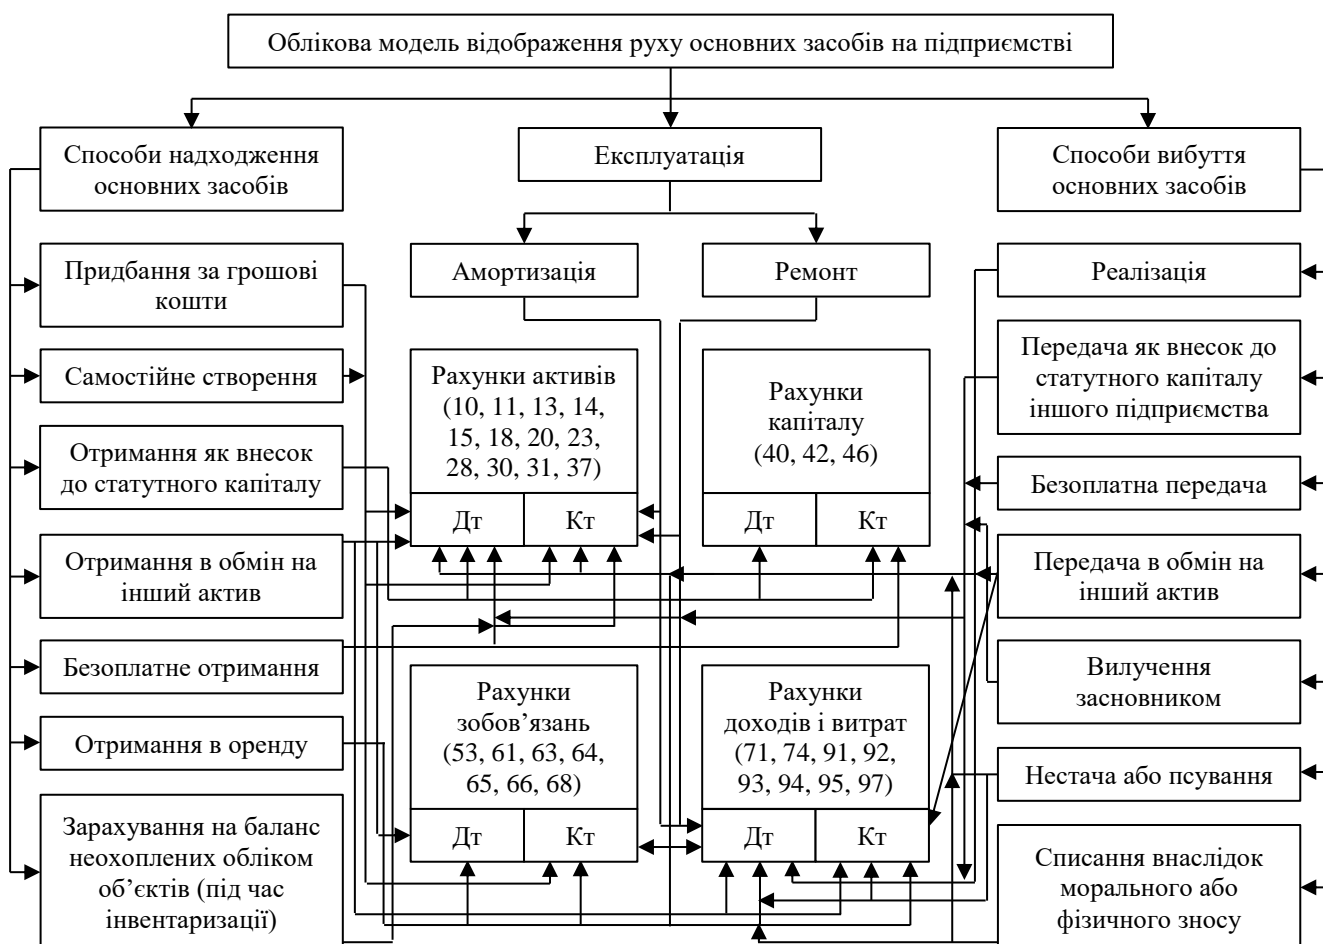 Облікова модель відображення руху основних засобів на підприємстві
Способи надходження
основних засобів
Експлуатація
Способи вибуття
основних засобів
Придбання за грошові
кошти
Амортизація
Ремонт
Реалізація
Самостійне створення
Рахунки активів
(10, 11, 13, 14,
15, 18, 20, 23,
28, 30, 31, 37)
Дт
Кт
Рахунки
капіталу
(40, 42, 46)
Дт
Кт
Передача як внесок до
статутного капіталу
іншого підприємства
Отримання як внесок
до статутного капіталу
Безоплатна передача
Отримання в обмін на
інший актив
Передача в обмін на
інший актив
Безоплатне отримання
Рахунки
зобов’язань
(53, 61, 63, 64,
65, 66, 68)
Дт
Кт
Рахунки
доходів і витрат
(71, 74, 91, 92,
93, 94, 95, 97)
Дт
Кт
Вилучення
засновником
Отримання в оренду
Нестача або псування
Зарахування на баланс
неохоплених обліком
об’єктів (під час
інвентаризації)
Списання внаслідок
морального або
фізичного зносу